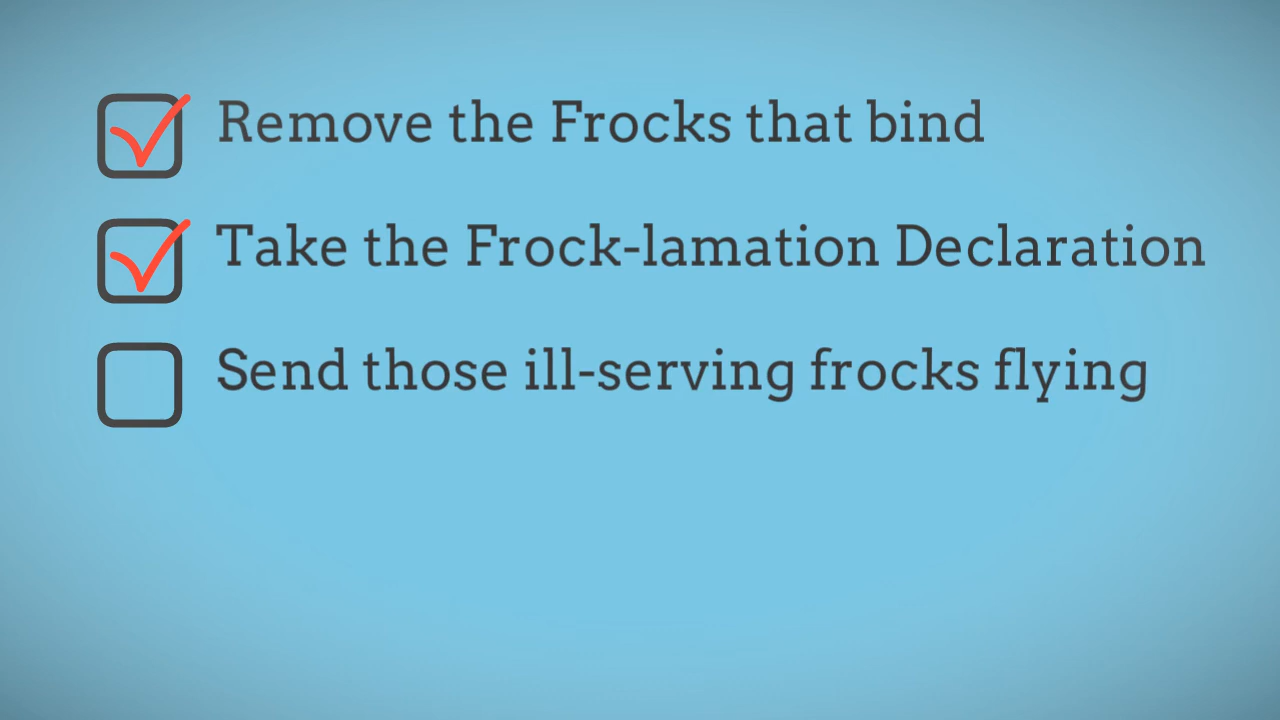 Remove the Frocks that bind
Take the Frock-lamation Declaration
Send those ill-serving frocks flying